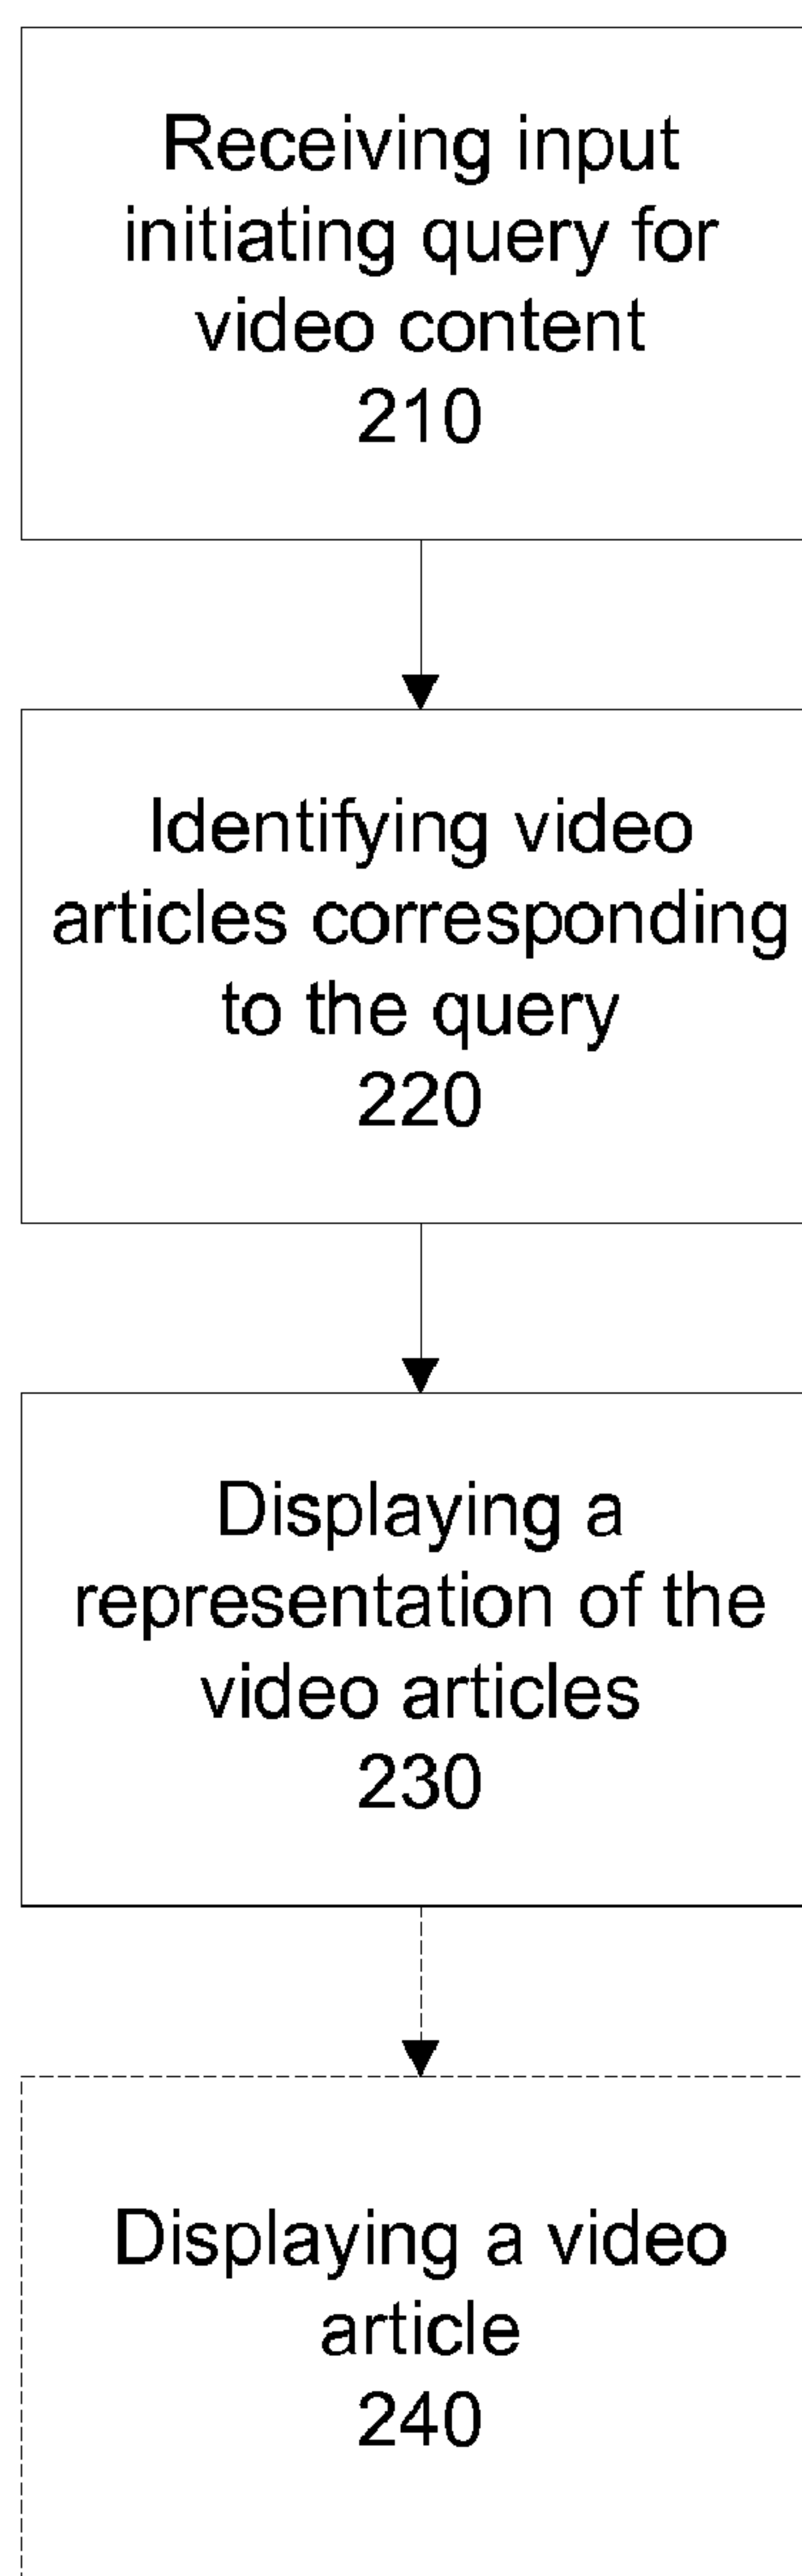 Receiving input
initiating query for
video content
210
Identifying video
articles corresponding
to the query
220
Displaying a
representation of the
video articles
230
Displaying a video
article
240